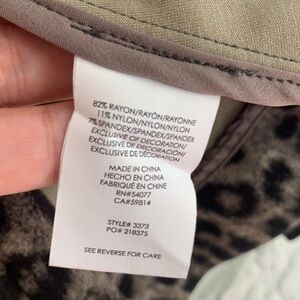 82% RAYON/RAYÓN/RAYONNE
11% NYLON/NYLON/NYLON
7% SPANDEX/SPANDEX/SPANDEX
EXCLUSIVE OF DECORATION/
EXCLUSIVE DE DECORACIÓN/
EXCLUSIVE DE DÉCORATION
MADE IN CHINA
HECHO EN CHINA
FABRIQUÉ EN CHINE
RN#54077
CA#59814
STYLE# 3373
PO# 218375
SEE REVERSE FOR CARE